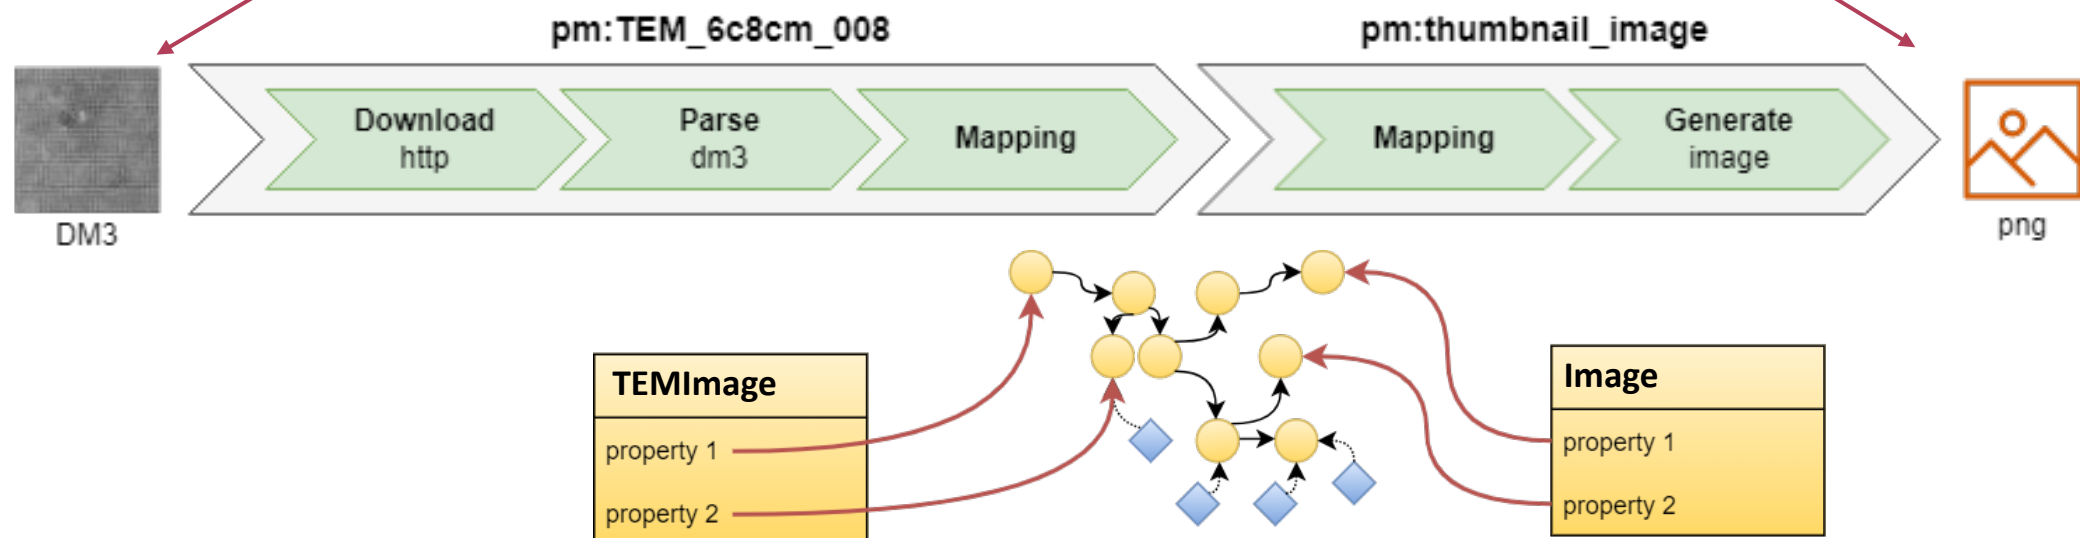 pm:TEM_6c8cm_008
pm:thumbnail_image
Download
http
Parse
dm3
Mapping
Mapping
Generate
image
DM3
png
TEMImage
property 1
property 2
Image
property 1
property 2